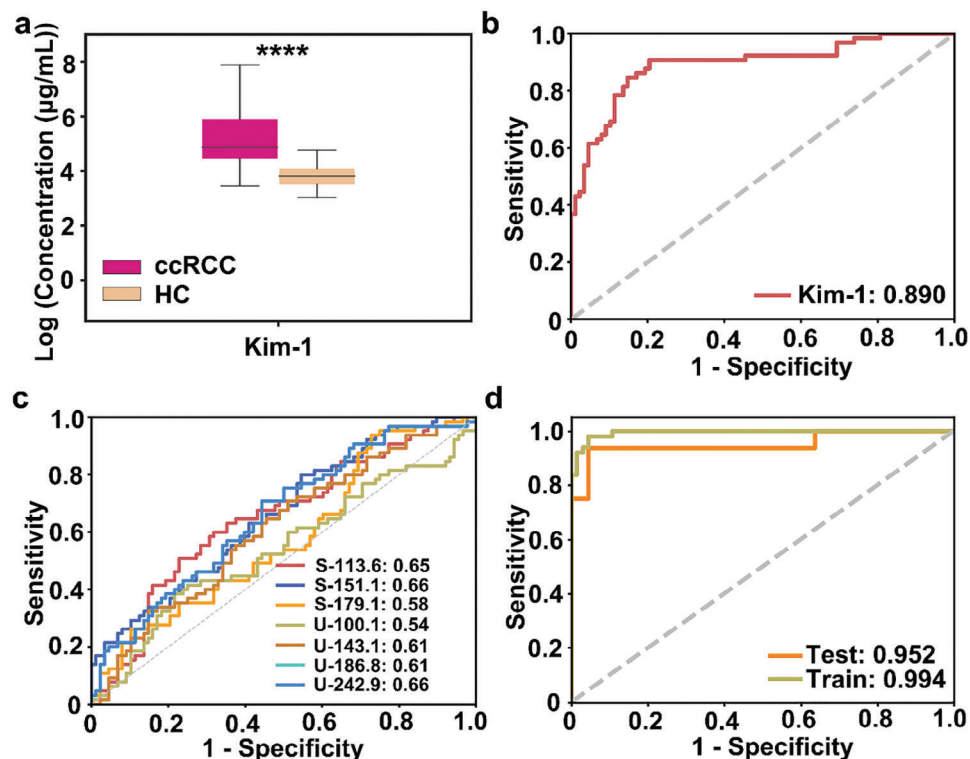 a
****
Log (Concentration (µg/mL))
8
6
4
2
0
ccRCC
HC
Kim-1
b
Sensitivity
1.0
0.8
0.6
0.4
0.2
0
Kim-1: 0.890
0.2 0.4 0.6 0.8 1.0
1 - Specificity
c
Sensitivity
1.0
0.8
0.6
0.4
0.2
0
S-113.6: 0.65
S-151.1: 0.66
S-179.1: 0.58
U-100.1: 0.54
U-143.1: 0.61
U-186.8: 0.61
U-242.9: 0.66
0 0.2 0.4 0.6 0.8 1.0
1 - Specificity
d
Sensitivity
1.0
0.8
0.6
0.4
0.2
0
Test: 0.952
Train: 0.994
0.2 0.4 0.6 0.8 1.0
1 - Specificity